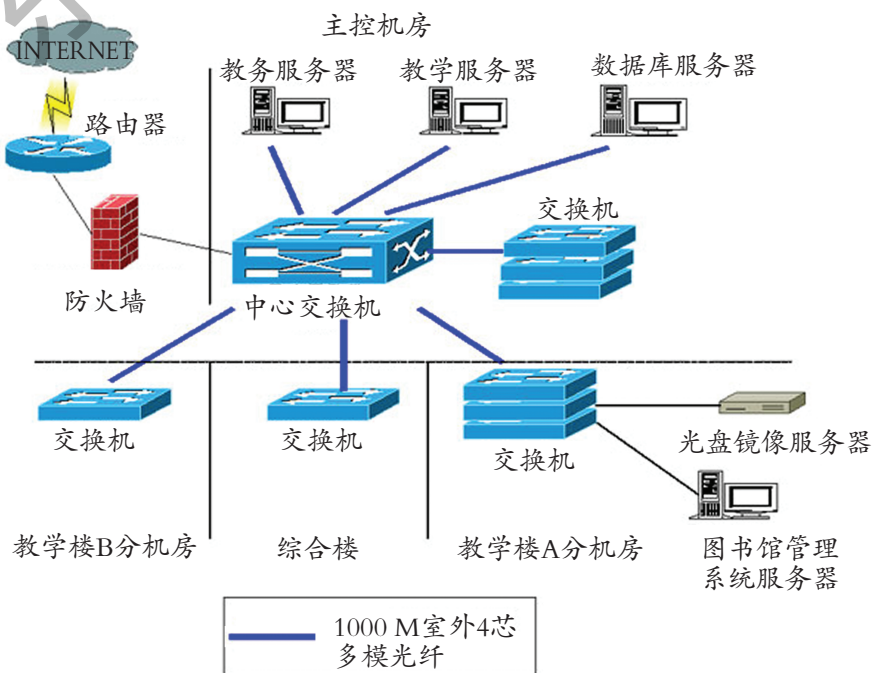 主控机房
INTERNET
教务服务器
教学服务器
数据库服务器
路由器
交换机
防火墙
中心交换机
交换机
交换机
交换机
光盘镜像服务器
教学楼B分机房
综合楼
教学楼A分机房
图书馆管理
系统服务器
1000 M室外4芯
多模光纤